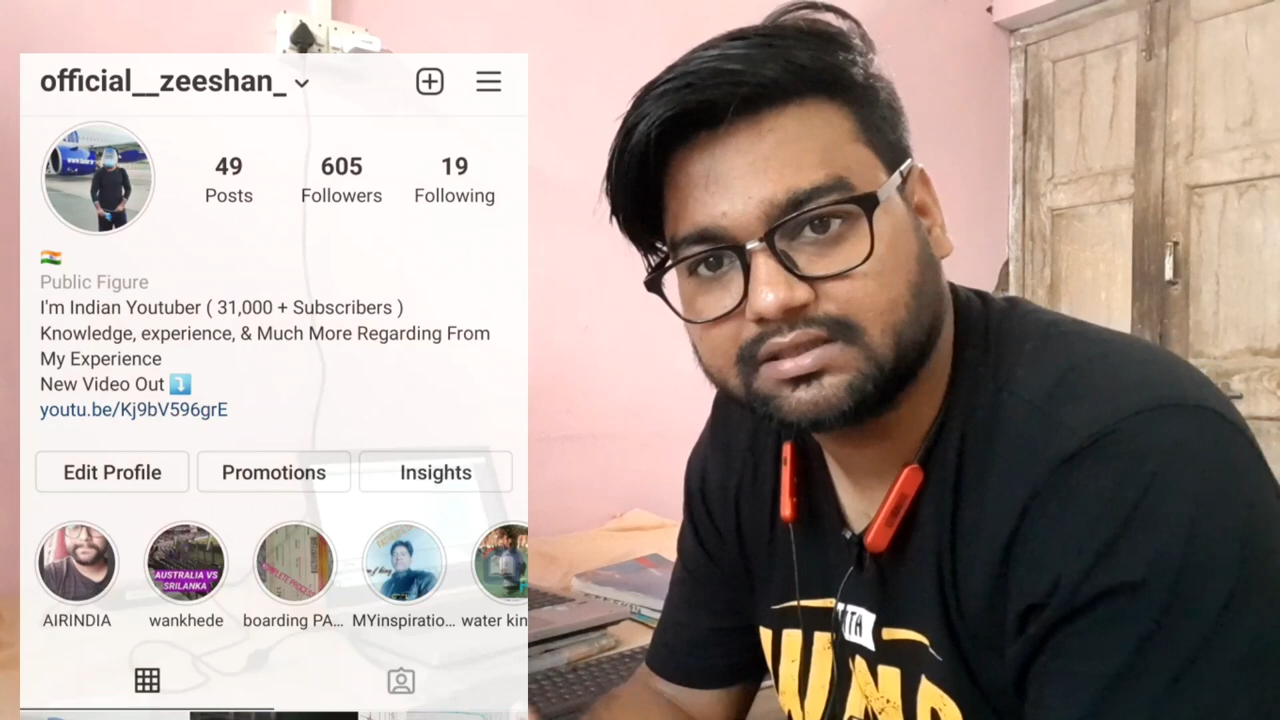 official__zeeshan_
49
605
19
Posts
Followers
Following
Public Figure
I'm Indian Youtuber ( 31,000 + Subscribers )
Knowledge, experience, & Much More Regarding From
My Experience
New Video Out ⤵️
youtu.be/Kj9bV596grE
Edit Profile
Promotions
Insights
AUSTRALIA VS
SRILANKA
AIRINDIA
wankhede
boarding PA...
MYinspiratio...
water kin